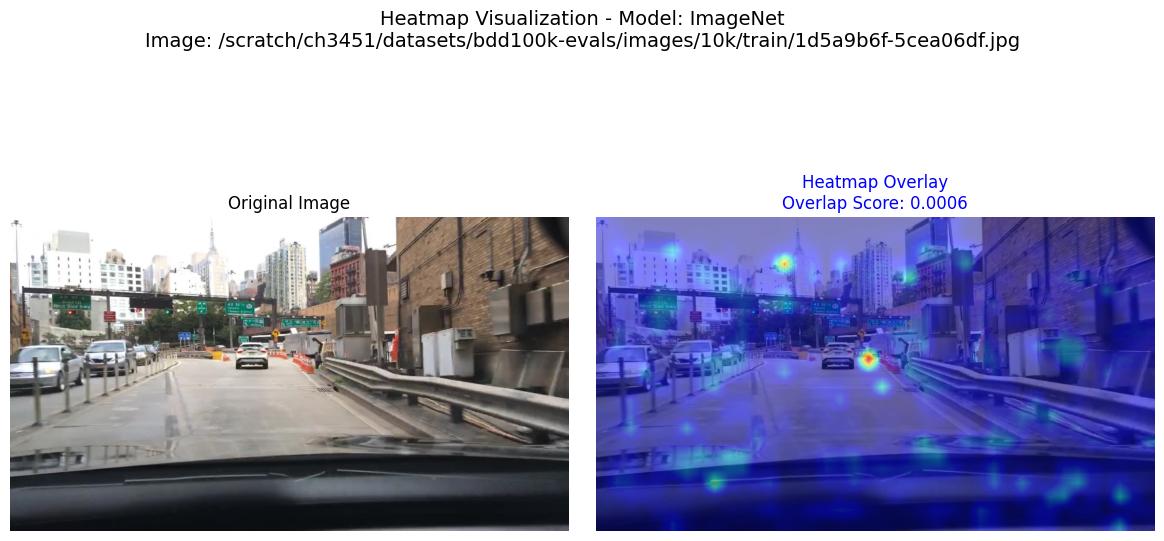 Heatmap Visualization - Model: ImageNet
Image: /scratch/ch3451/datasets/bdd100k-evals/images/10k/train/1d5a9b6f-5cea06df.jpg
Original Image
Heatmap Overlay
Overlap Score: 0.0006